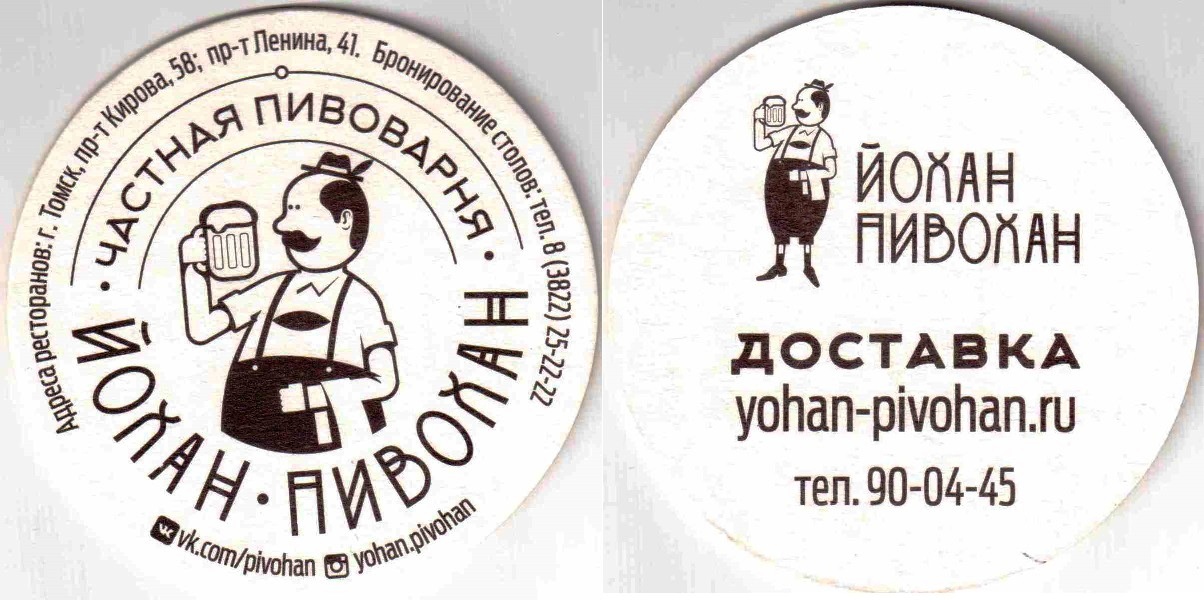 Адреса ресторанов: г. Томск, пр-т Кирова, 58; пр-т Ленина, 41. Бронирование столов: тел. 8 (3822) 25-22-22
ЧАСТНАЯ ПИВОВАРНЯ
ЙОХАН · ПИВОХАН
vk.com/pivohan yohan.pivohan
ЙОХАН
ПИВОХАН
ДОСТАВКА
yohan-pivohan.ru
тел. 90-04-45